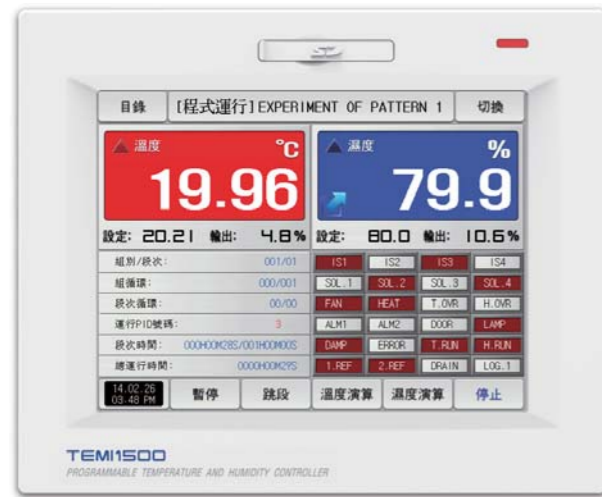 SD
目錄 [程式運行]EXPERIMENT OF PATTERN 1 切換
溫度 °C
19.96
濕度 %
79.9
設定: 20.21 輸出: 4.8%
設定: 80.0 輸出: 10.6%
組別/段次: 001/01
組循環: 000/001
段次循環: 00/00
運行PID號碼: 3
段次時間: 000H00M28S/001H00M00S
總運行時間: 0000H00M29S
IS1 IS2 IS3 IS4
SOL.1 SOL.2 SOL.3 SOL.4
FAN HEAT T.OVR H.OVR
ALM1 ALM2 DOOR LAMP
DAMP ERROR T.RUN H.RUN
1.REF 2.REF DRAIN LOG.1
14.02.26
03:48 PM
暫停 跳段 溫度演算 濕度演算 停止
TEMI1500
PROGRAMMABLE TEMPERATURE AND HUMIDITY CONTROLLER